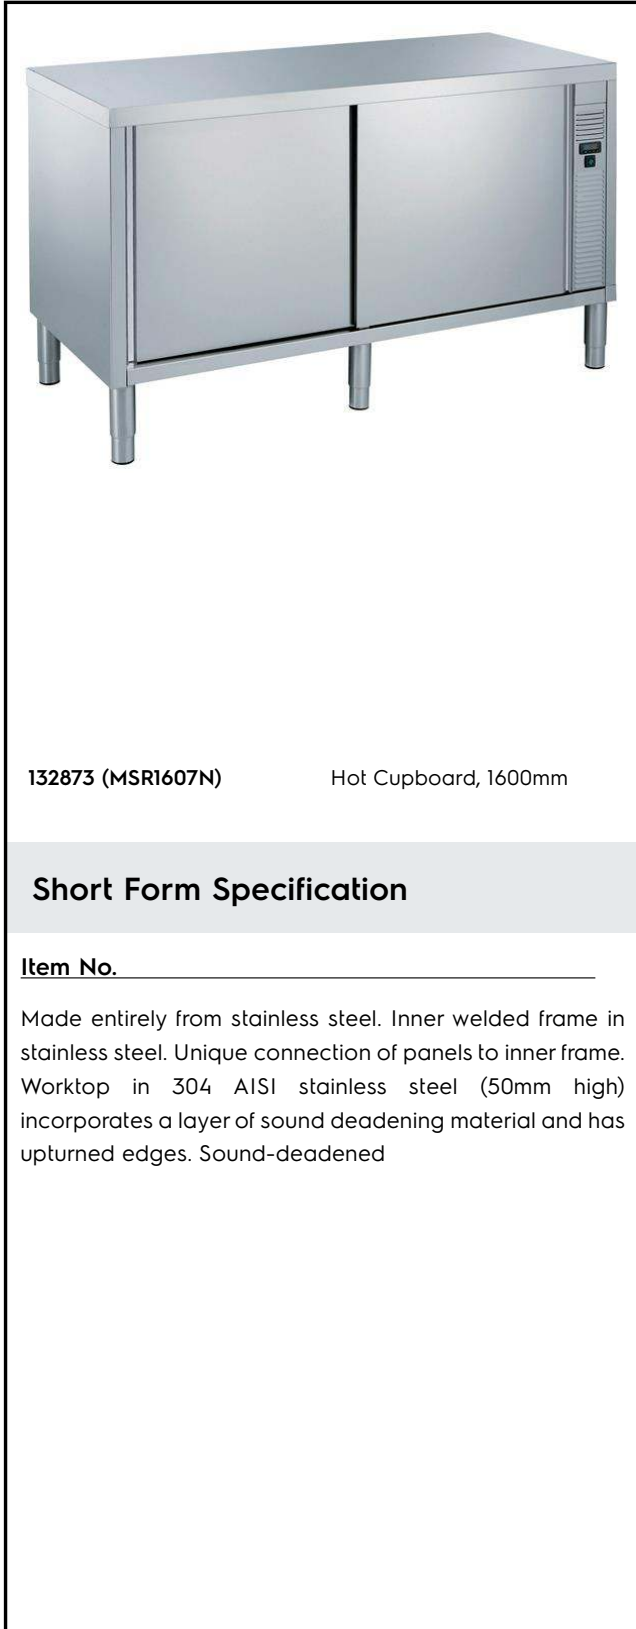 132873 (MSR1607N) Hot Cupboard, 1600mm
Short Form Specification
Item No.
Made entirely from stainless steel. Inner welded frame in
stainless steel. Unique connection of panels to inner frame.
Worktop in 304 AISI stainless steel (50mm high)
incorporates a layer of sound deadening material and has
upturned edges. Sound-deadened